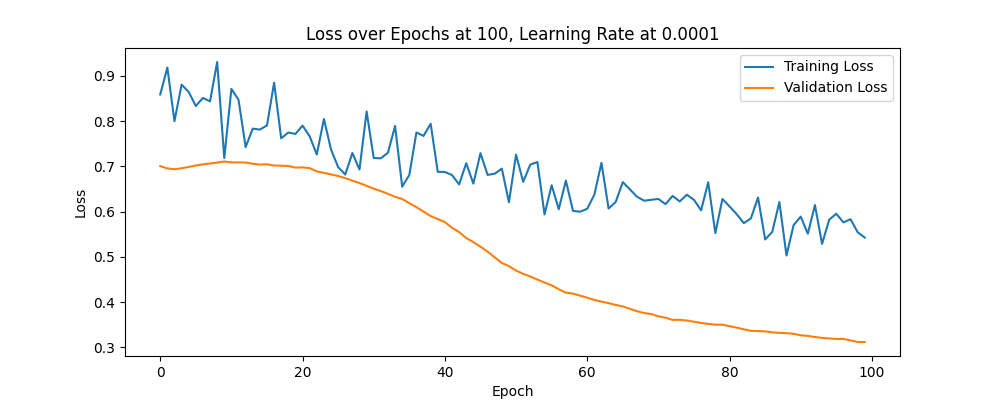 Loss over Epochs at 100, Learning Rate at 0.0001
Training Loss
Validation Loss
0.9
0.8
0.7
0.6
0.5
0.4
0.3
Loss
0 20 40 60 80 100
Epoch